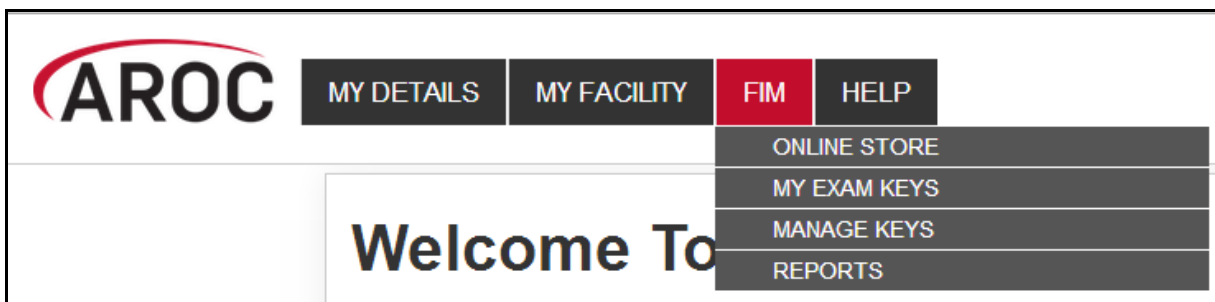 AROC
MY DETAILS MY FACILITY FIM HELP
ONLINE STORE
MY EXAM KEYS
MANAGE KEYS
REPORTS
Welcome To